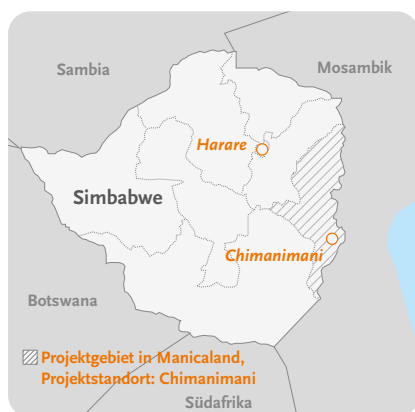 Sambia
Mosambik
Harare
Simbabwe
Chimanimani
Botswana
Projektgebiet in Manicaland,
Projektstandort: Chimanimani
Südafrika